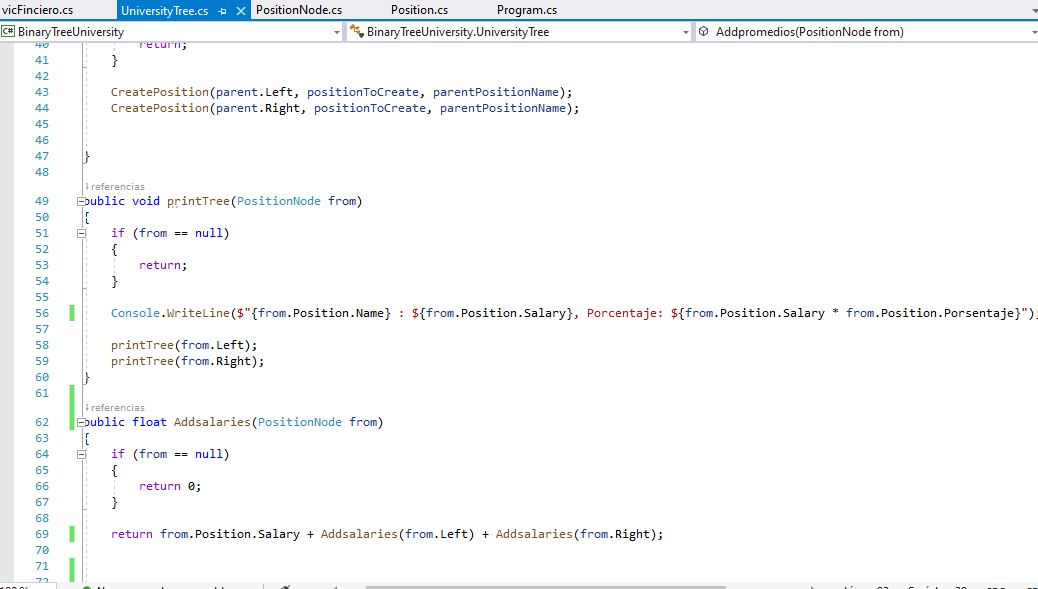 vicFinciero.cs UniversityTree.cs PositionNode.cs Position.cs Program.cs
C# BinaryTreeUniversity BinaryTreeUniversity.UniversityTree Addpromedios(PositionNode from)
40 return;
41 }
42
43 CreatePosition(parent.Left, positionToCreate, parentPositionName);
44 CreatePosition(parent.Right, positionToCreate, parentPositionName);
45
46
47 }
48
referencias
49 public void printTree(PositionNode from)
50 {
51 if (from == null)
52 {
53 return;
54 }
55
56 Console.WriteLine($"{from.Position.Name} : ${from.Position.Salary}, Porcentaje: ${from.Position.Salary * from.Position.Porsentaje}");
57
58 printTree(from.Left);
59 printTree(from.Right);
60 }
61
referencias
62 public float Addsalaries(PositionNode from)
63 {
64 if (from == null)
65 {
66 return 0;
67 }
68
69 return from.Position.Salary + Addsalaries(from.Left) + Addsalaries(from.Right);
70
71
72